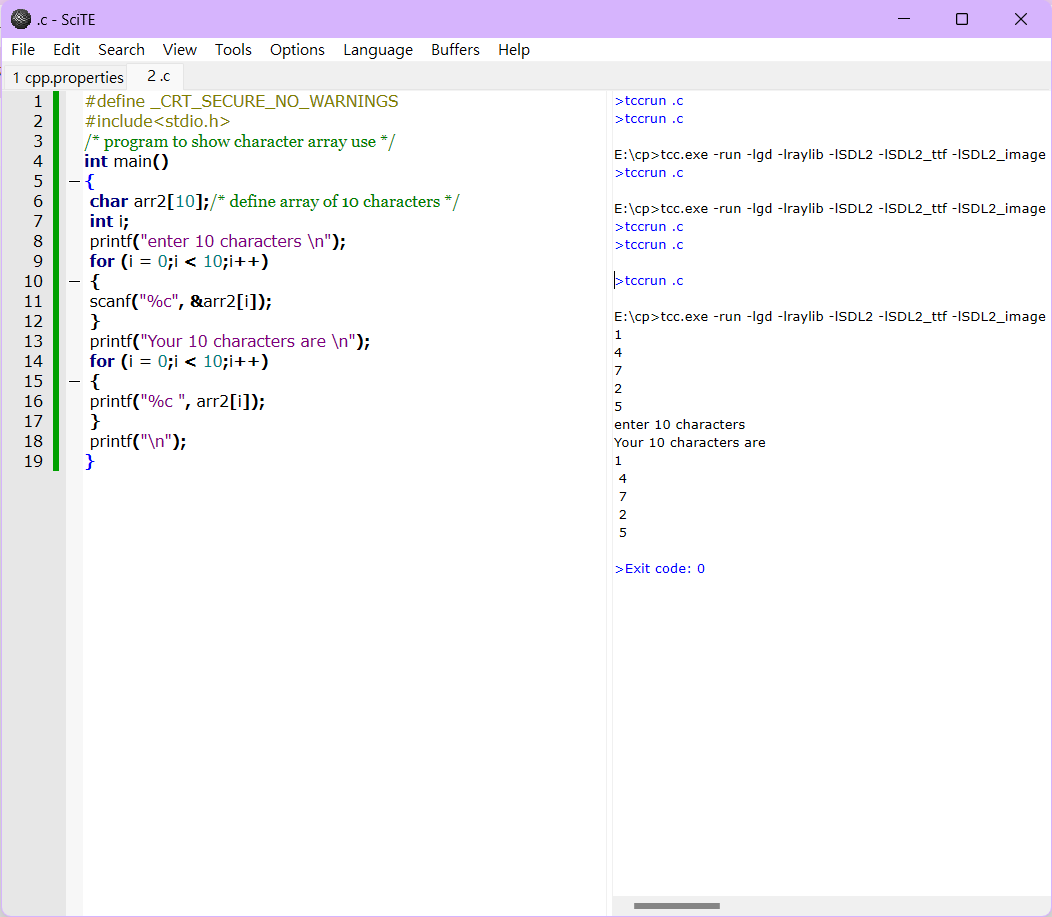 .c - SciTE
File Edit Search View Tools Options Language Buffers Help
1 cpp.properties 2 .c
1 #define _CRT_SECURE_NO_WARNINGS
2 #include<stdio.h>
3 /* program to show character array use */
4 int main()
5 {
6 char arr2[10];/* define array of 10 characters */
7 int i;
8 printf("enter 10 characters \n");
9 for (i = 0;i < 10;i++)
10 {
11 scanf("%c", &arr2[i]);
12 }
13 printf("Your 10 characters are \n");
14 for (i = 0;i < 10;i++)
15 {
16 printf("%c ", arr2[i]);
17 }
18 printf("\n");
19 }
>tccrun .c
>tccrun .c
E:\cp>tcc.exe -run -lgd -lraylib -lSDL2 -lSDL2_ttf -lSDL2_image
>tccrun .c
E:\cp>tcc.exe -run -lgd -lraylib -lSDL2 -lSDL2_ttf -lSDL2_image
>tccrun .c
>tccrun .c
>tccrun .c
E:\cp>tcc.exe -run -lgd -lraylib -lSDL2 -lSDL2_ttf -lSDL2_image
1
4
7
2
5
enter 10 characters
Your 10 characters are
1
4
7
2
5
>Exit code: 0